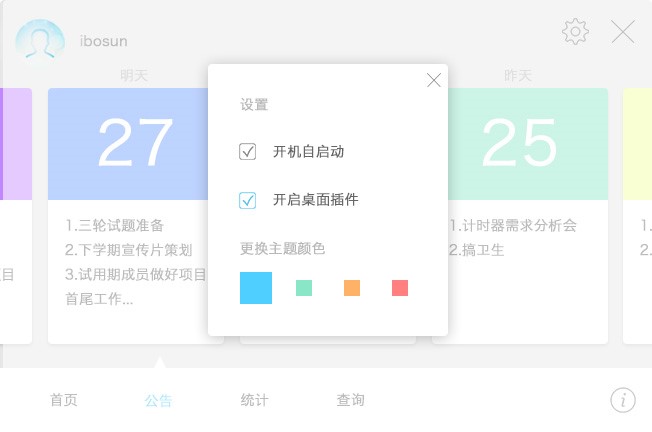 ibosun
明天
昨天
27
25
1.三轮试题准备
2.下学期宣传片策划
3.试用期成员做好项目
首尾工作...
设置
开机自启动
开启桌面插件
更换主题颜色
1.计时器需求分析会
2.搞卫生
项目
1.
2.
首页
公告
统计
查询
i